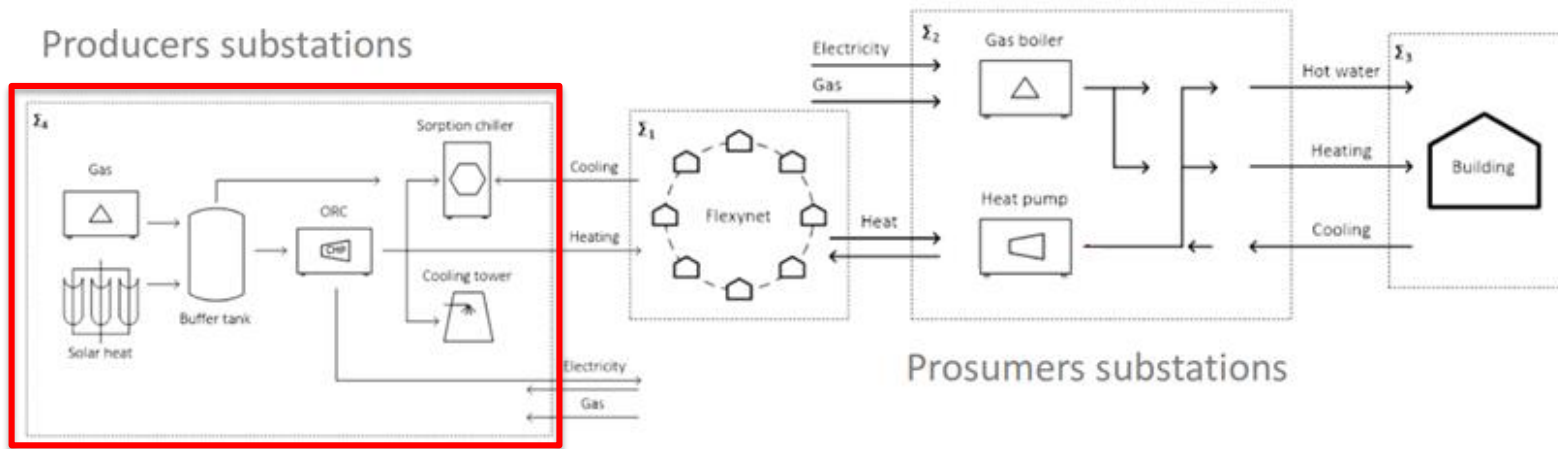 Producers substations
Σ4
Gas
Solar heat
Buffer tank
ORC
CHP
Sorption chiller
Cooling tower
Cooling
Heating
Electricity
Gas
Σ1
Flexynet
Heat
Electricity
Gas
Σ2
Gas boiler
Heat pump
Hot water
Heating
Cooling
Σ3
Building
Prosumers substations